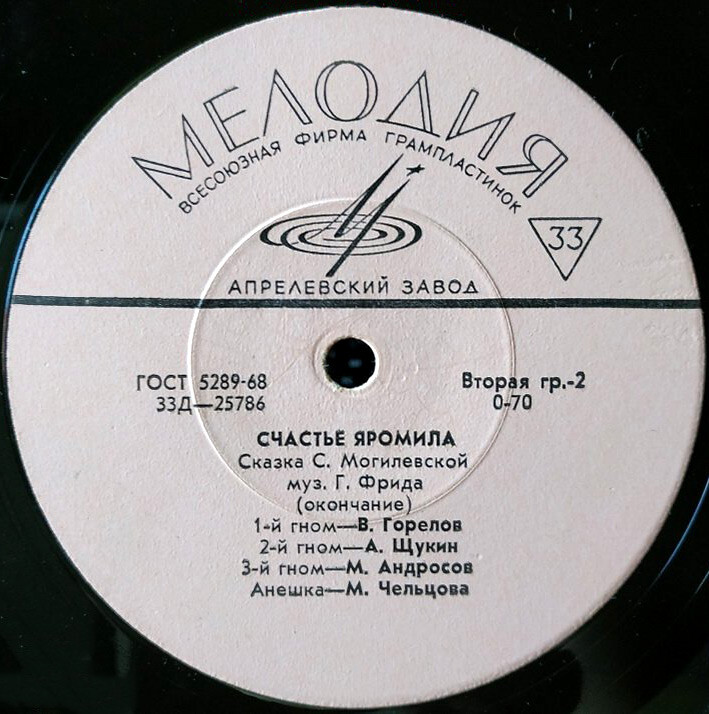 МЕЛОДИЯ
ВСЕСОЮЗНАЯ ФИРМА ГРАМПЛАСТИНОК
33
АПРЕЛЕВСКИЙ ЗАВОД
ГОСТ 5289-68
33Д—25786
Вторая гр.-2
0-70
СЧАСТЬЕ ЯРОМИЛА
Сказка С. Могилевской
муз. Г. Фрида
(окончание)
1-й гном—В. Горелов
2-й гном—А. Щукин
3-й гном—М. Андросов
Анешка—М. Чельцова